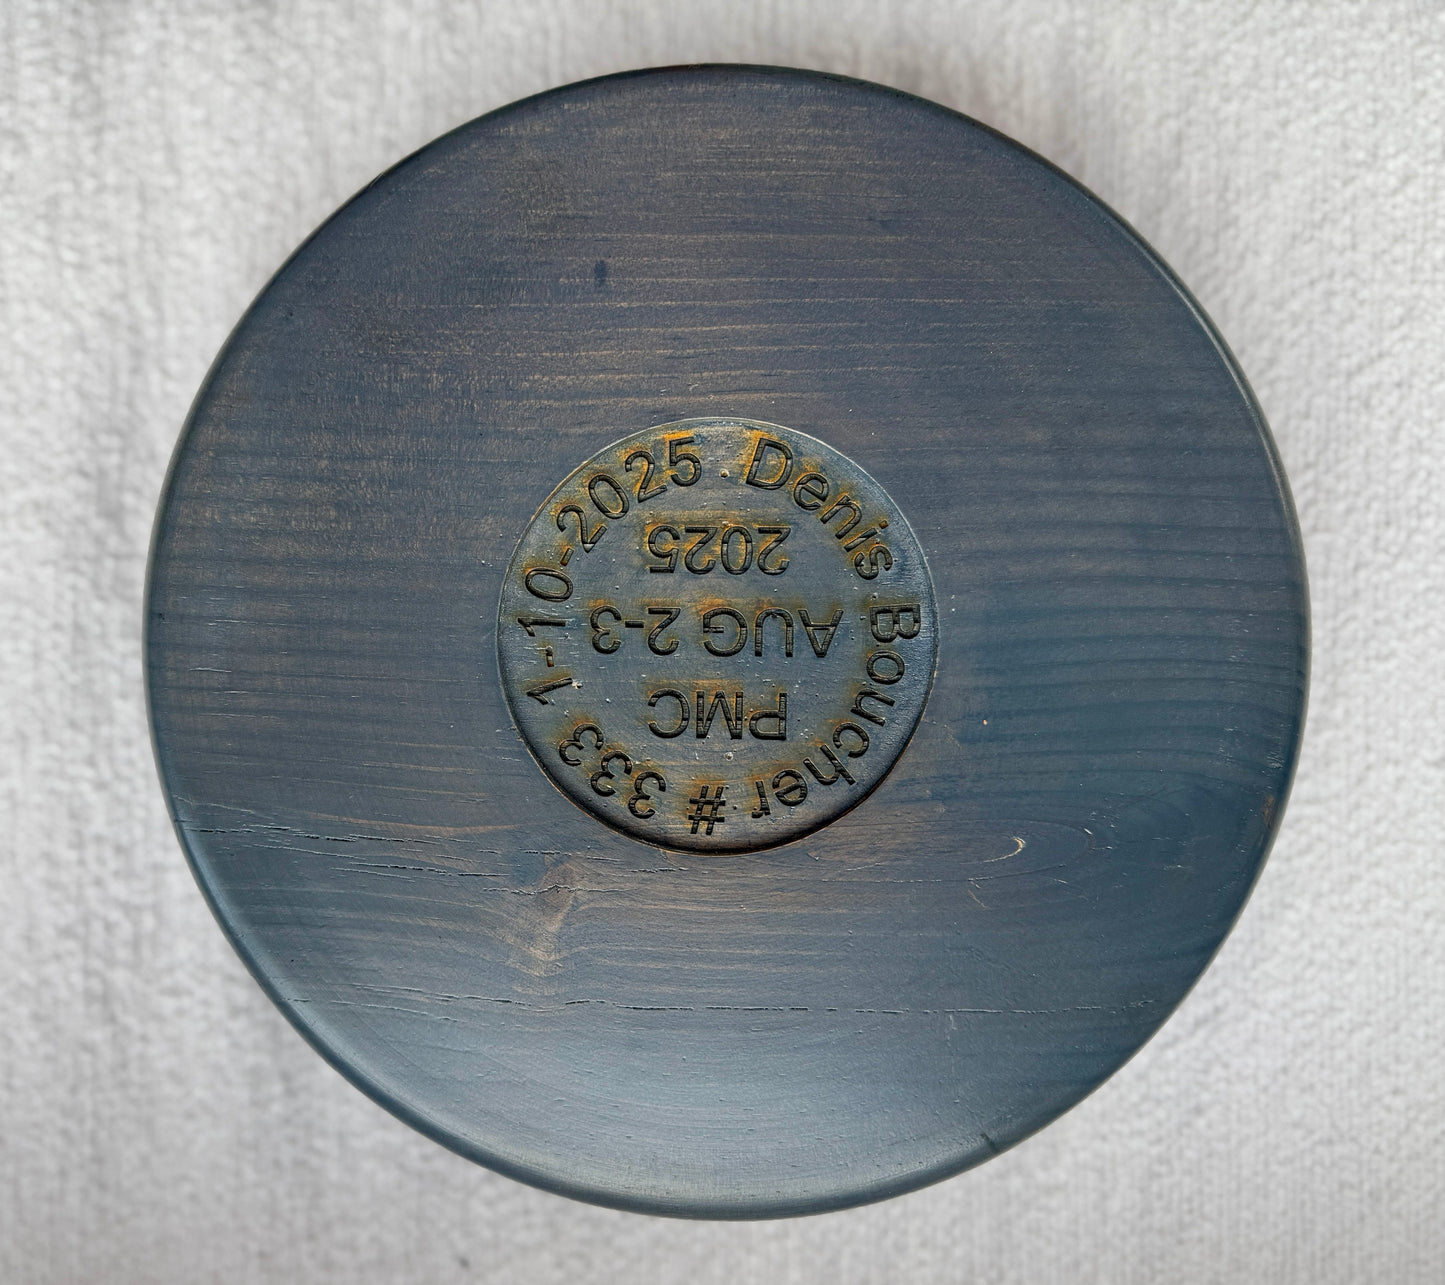 Denis Boucher # 333 1-10-2025
PMC
AUG 2-3
2025